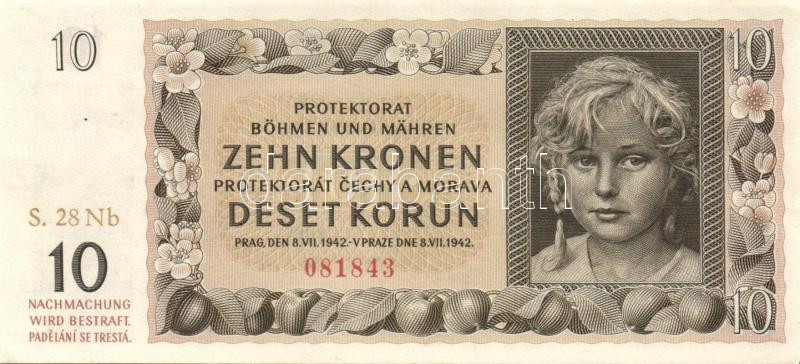 10
10
PROTEKTORAT
BÖHMEN UND MÄHREN
ZEHN KRONEN
PROTEKTORÁT ČECHY A MORAVA
DESET KORUN
PRAG, DEN 8.VII.1942.-V PRAZE DNE 8.VII.1942.
081843
S. 28 Nb
10
NACHMACHUNG
WIRD BESTRAFT.
PADĚLÁNÍ SE TRESTÁ.
10
darabanth